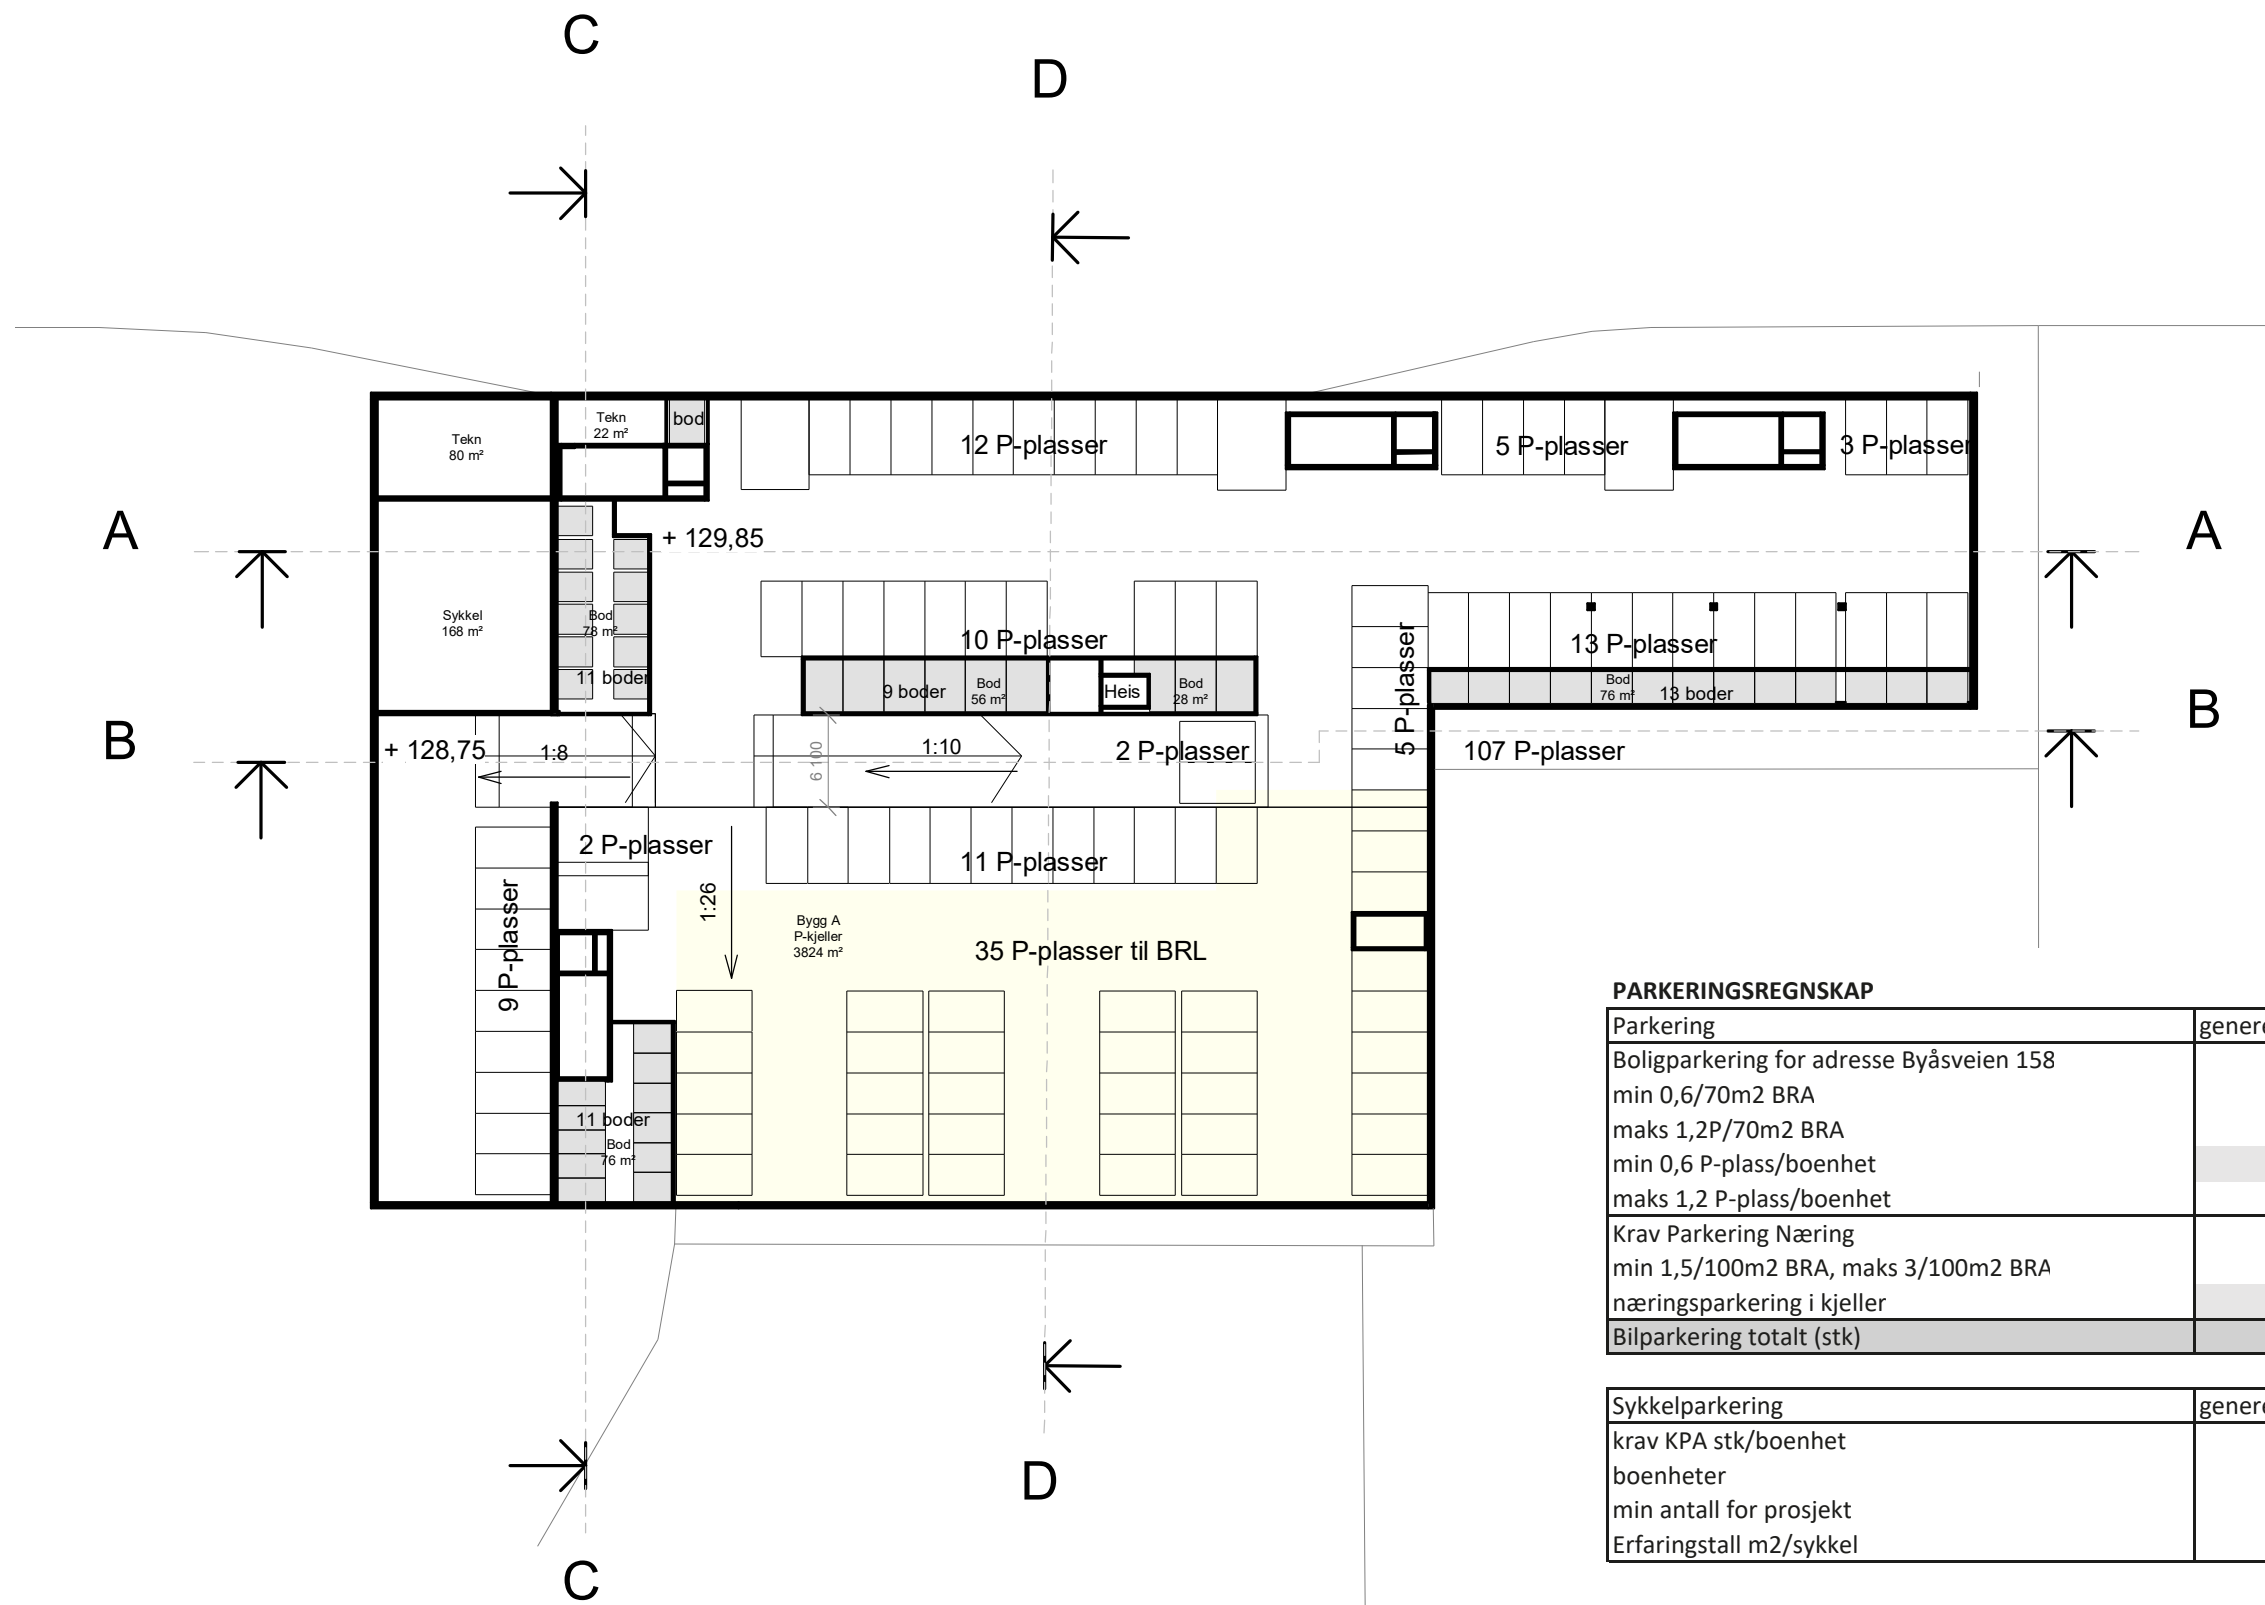 C
D
Tekn
80 m²
Tekn
22 m²
bod
12 P-plasser
5 P-plasser
3 P-plasser
A
+ 129,85
A
Sykkel
168 m²
Bod
78 m²
11 boder
10 P-plasser
9 boder
Bod
56 m²
Heis
Bod
28 m²
5 P-plasser
13 P-plasser
Bod
76 m²
13 boder
B
+ 128,75
1:8
6 100
1:10
2 P-plasser
107 P-plasser
B
2 P-plasser
11 P-plasser
9 P-plasser
1:26
Bygg A
P-kjeller
3824 m²
35 P-plasser til BRL
11 boder
Bod
76 m²
D
C
PARKERINGSREGNSKAP
Parkering genere
Boligparkering for adresse Byåsveien 158
min 0,6/70m2 BRA
maks 1,2P/70m2 BRA
min 0,6 P-plass/boenhet
maks 1,2 P-plass/boenhet
Krav Parkering Næring
min 1,5/100m2 BRA, maks 3/100m2 BRA
næringsparkering i kjeller
Bilparkering totalt (stk)
Sykkelparkering genere
krav KPA stk/boenhet
boenheter
min antall for prosjekt
Erfaringstall m2/sykkel